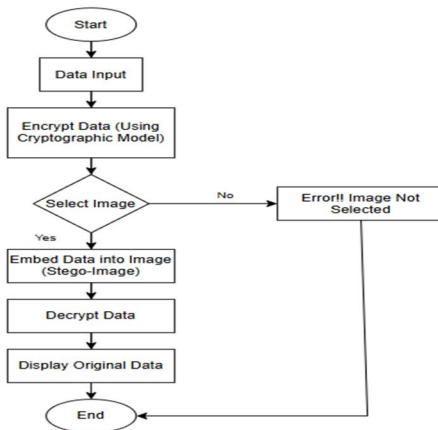 Start
Data Input
Encrypt Data (Using
Cryptographic Model)
Select Image
No
Error!! Image Not
Selected
Yes
Embed Data into Image
(Stego-Image)
Decrypt Data
Display Original Data
End